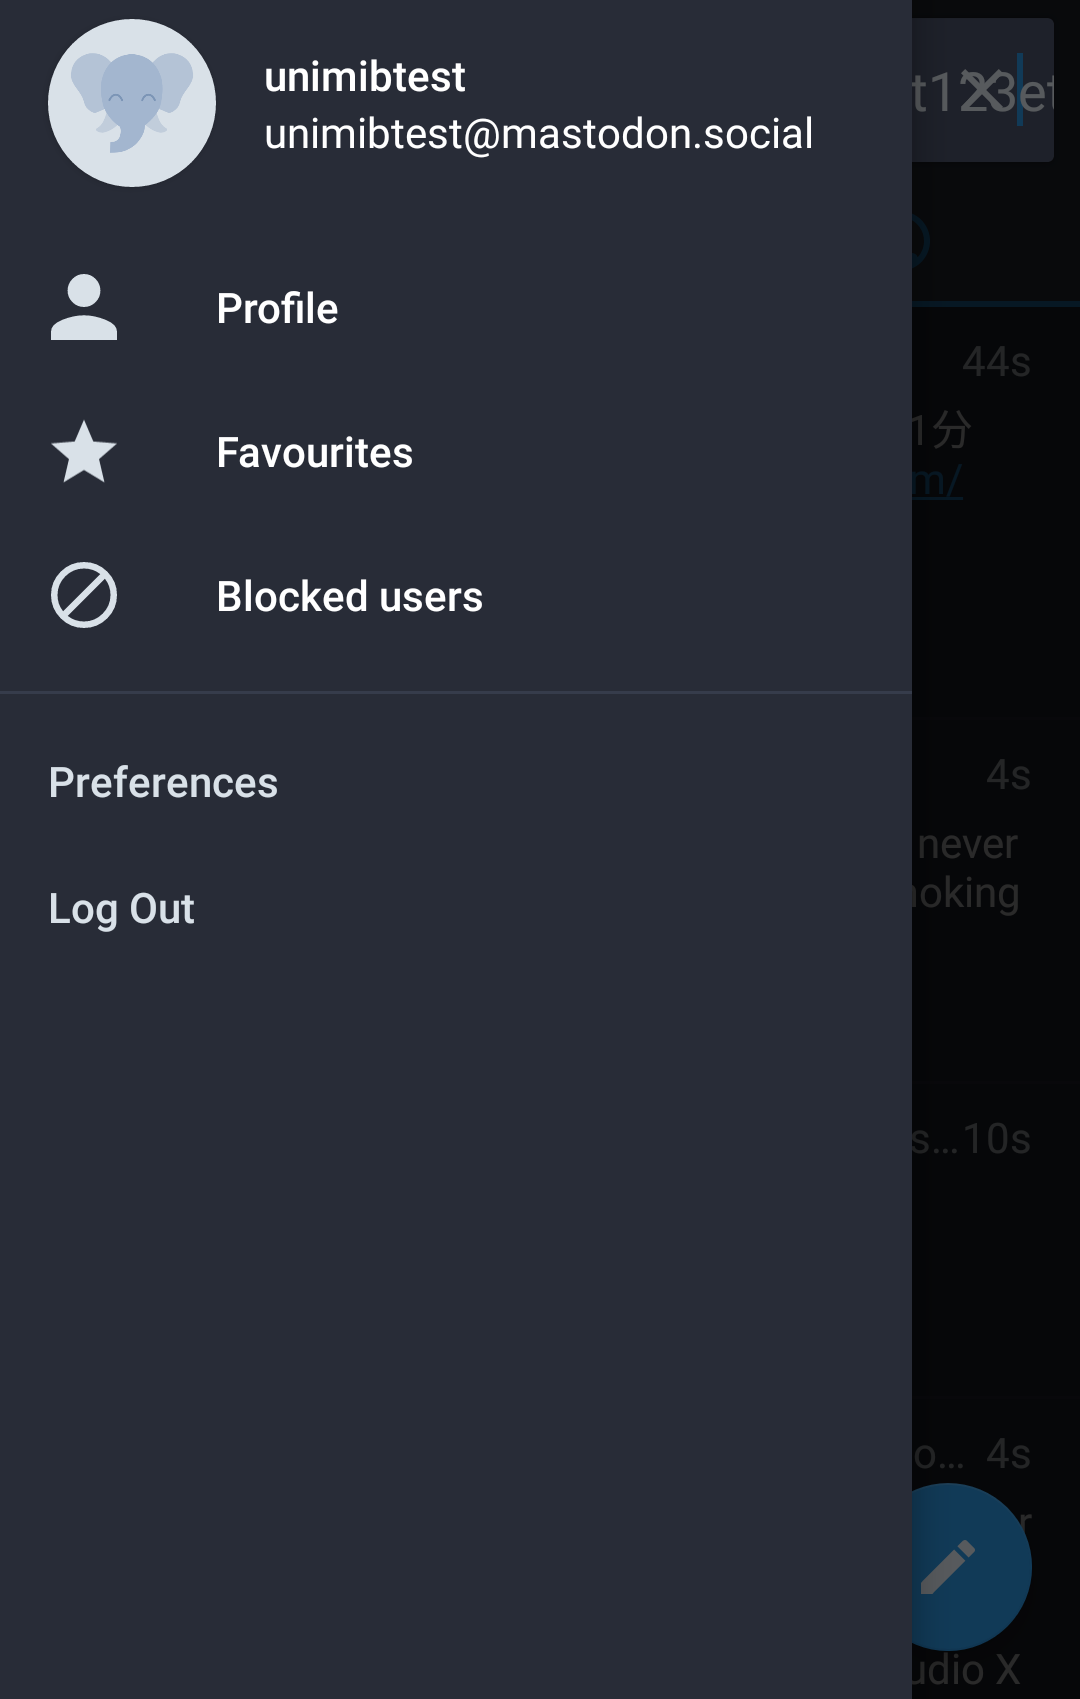 unimibtest
unimibtest@mastodon.social
Profile
Favourites
Blocked users
Preferences
Log Out
44s
1分
m/
4s
never
oking
s…10s
o… 4s
r
udio X